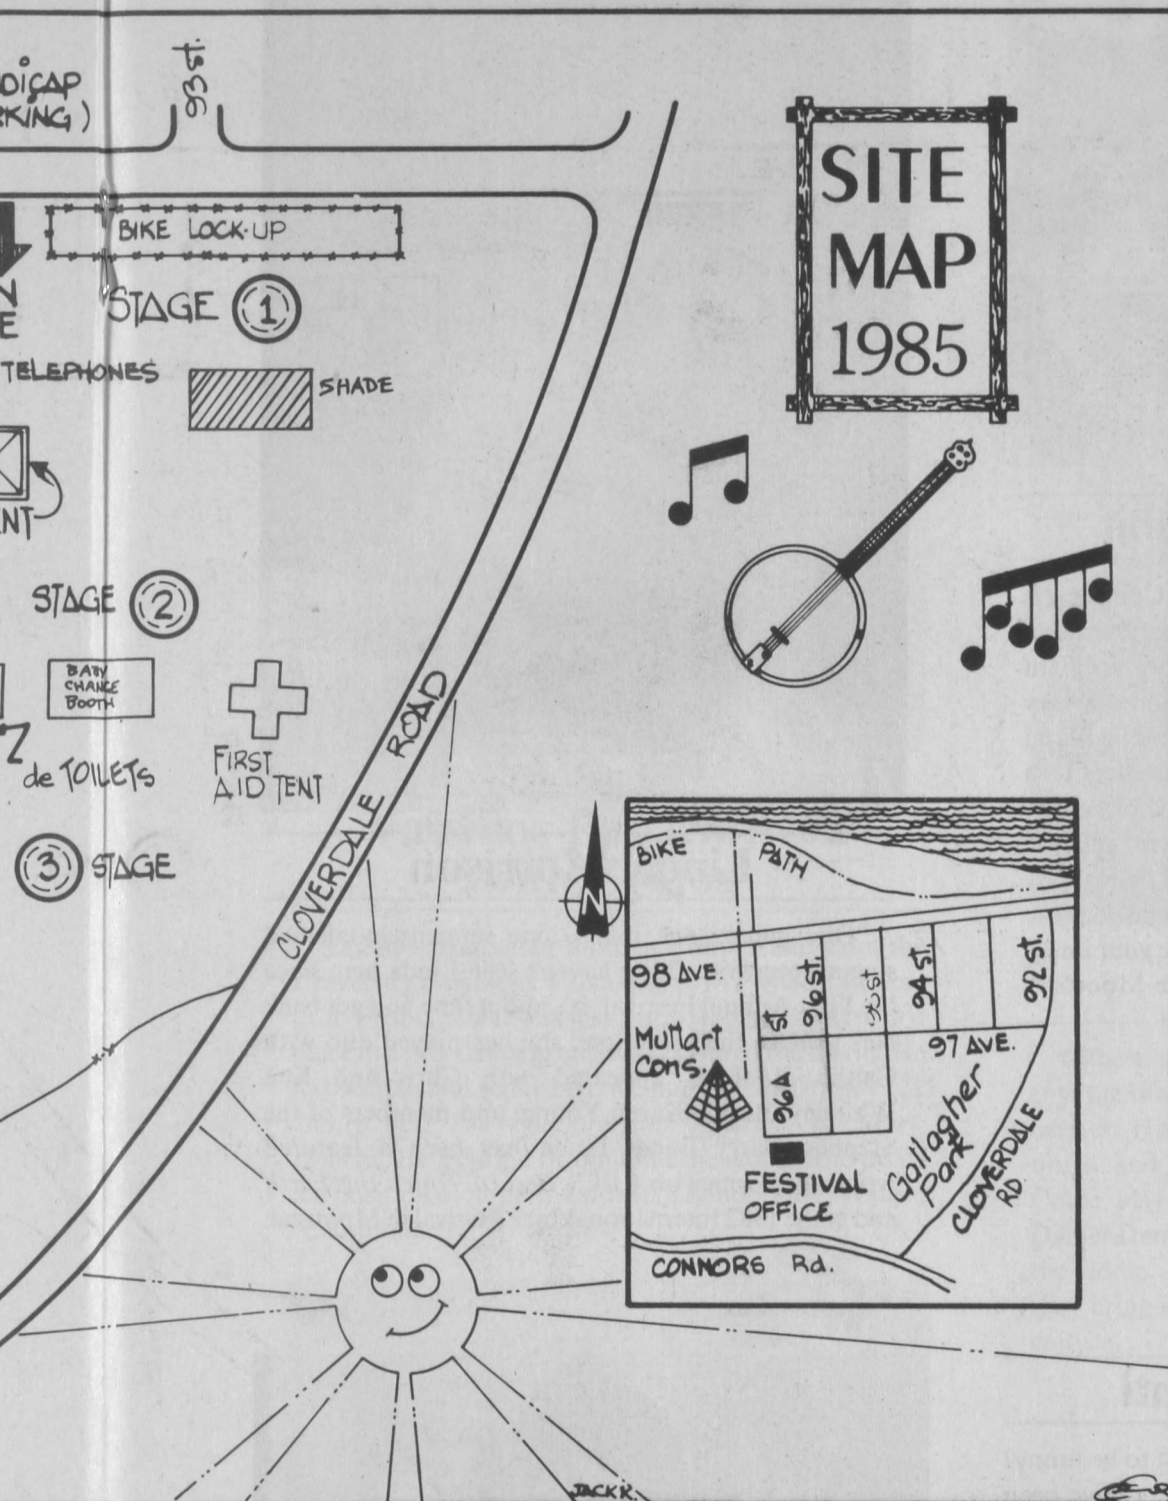 93 St.
SITE
MAP
1985
BIKE LOCK-UP
STAGE 1
TELEPHONES
SHADE
STAGE 2
BABY
CHANGE
BOOTH
de TOILETS
FIRST
AID TENT
3 STAGE
CLOVERDALE ROAD
N
BIKE PATH
98 AVE.
96 St.
94 St.
92 St.
St
96A
97 AVE.
Muttart
Cons.
Gallagher
Park
CLOVERDALE
RD
FESTIVAL
OFFICE
CONNORS Rd.
JACK K.